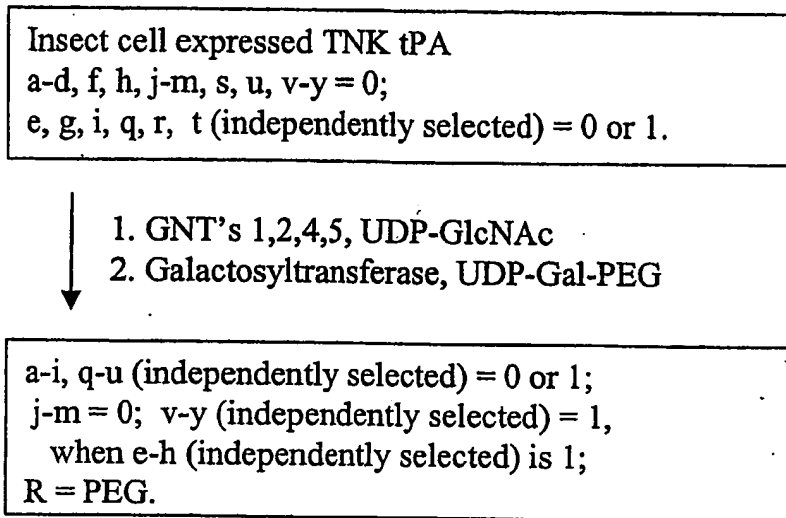 Insect cell expressed TNK tPA
a-d, f, h, j-m, s, u, v-y = 0;
e, g, i, q, r, t (independently selected) = 0 or 1.
1. GNT's 1,2,4,5, UDP-GlcNAc
2. Galactosyltransferase, UDP-Gal-PEG
a-i, q-u (independently selected) = 0 or 1;
j-m = 0; v-y (independently selected) = 1,
when e-h (independently selected) is 1;
R = PEG.